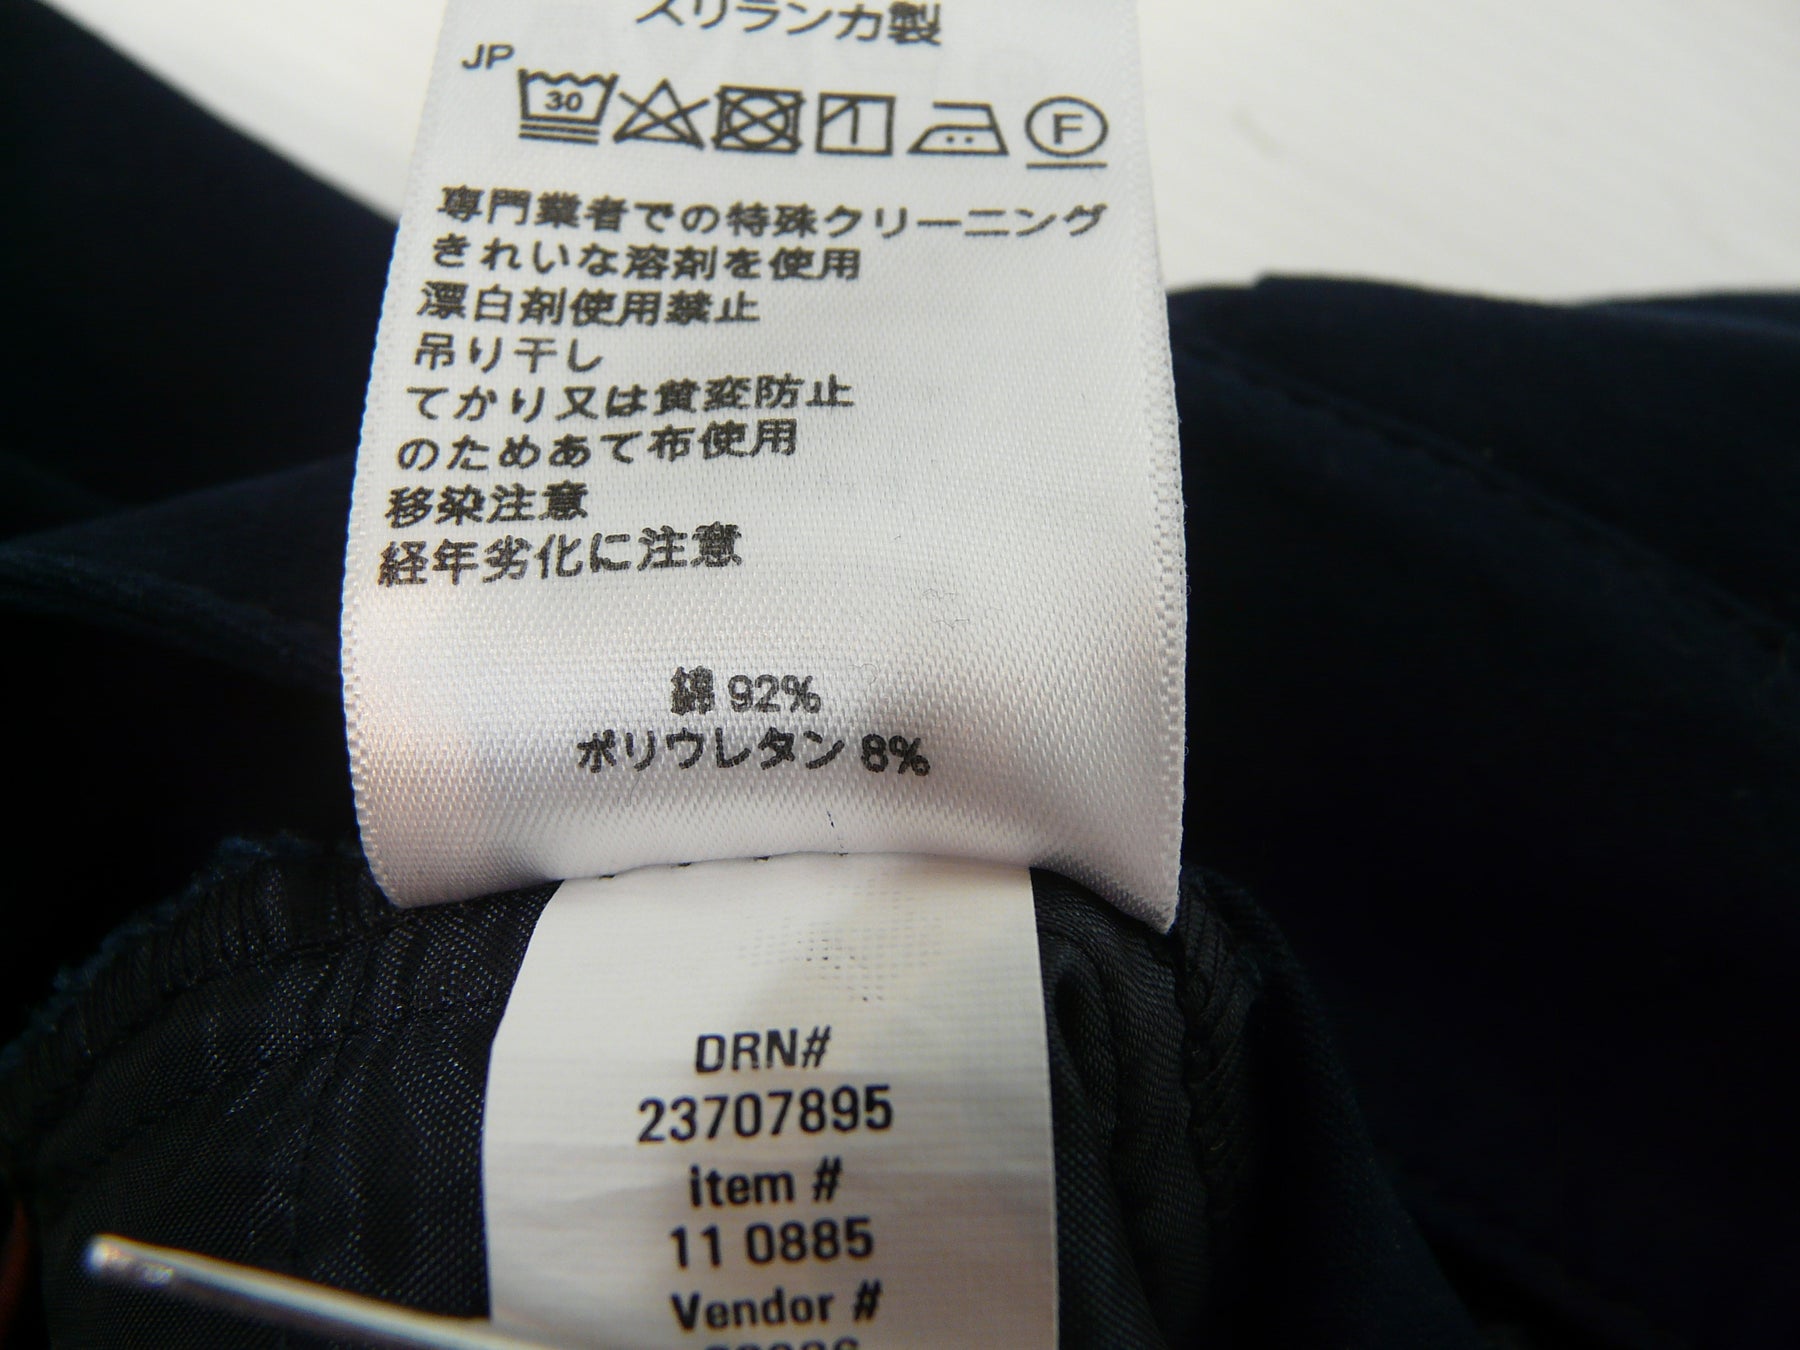 スリランカ製
JP
30
F
専門業者での特殊クリーニング
きれいな溶剤を使用
漂白剤使用禁止
吊り干し
てかり又は黄変防止
のためあて布使用
移染注意
経年劣化に注意
綿 92%
ポリウレタン 8%
DRN#
23707895
item #
11 0885
Vendor #